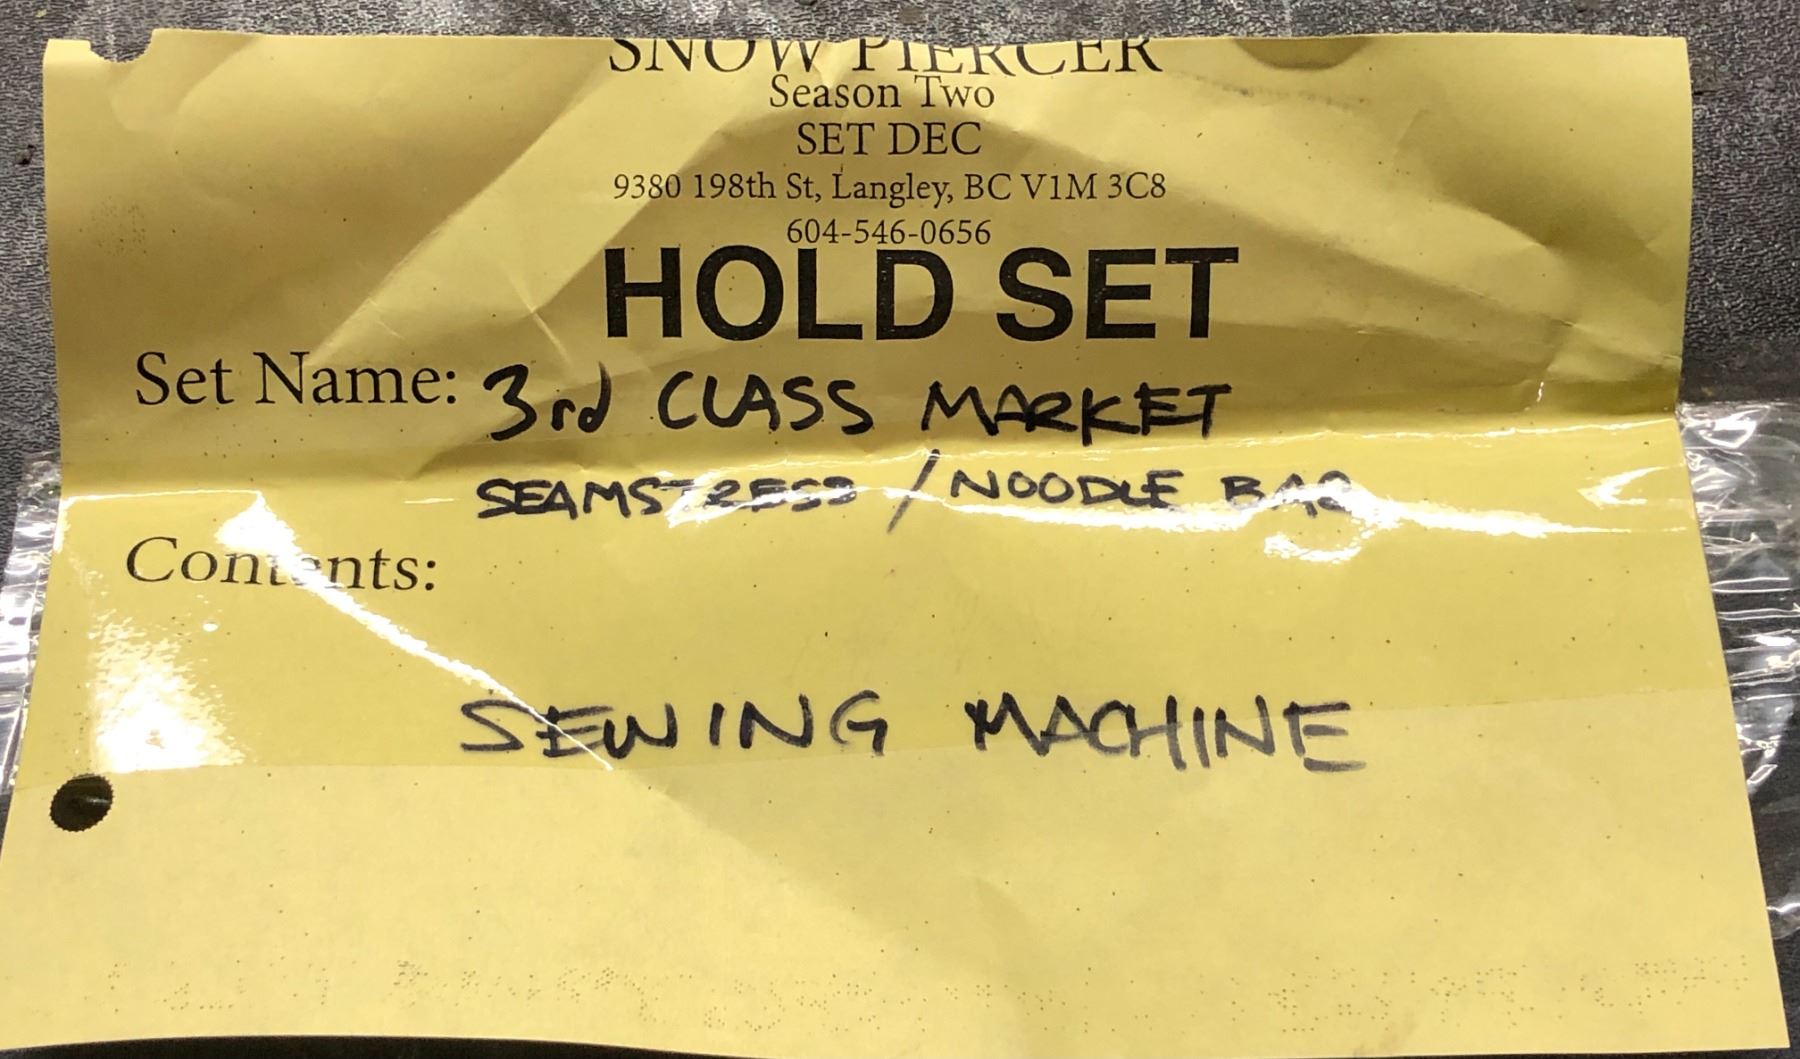 SNOW PIERCER
Season Two
SET DEC
9380 198th St, Langley, BC V1M 3C8
604-546-0656
HOLD SET
Set Name: 3rd CLASS MARKET
SEAMSTRESS / NOODLE
Contents:
SEWING MACHINE